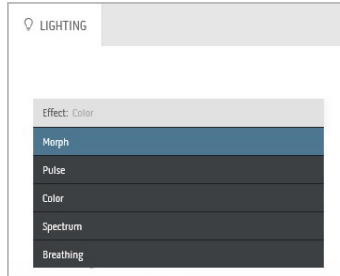 LIGHTING
Effect: Color
Morph
Pulse
Color
Spectrum
Breathing